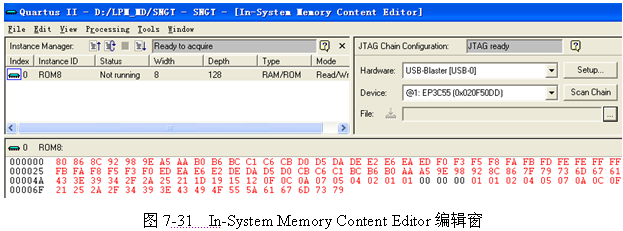 Quartus II - D:/LPM_MD/SNGT - SNGT - [In-System Memory Content Editor]
File Edit View Processing Tools Window
Instance Manager: Ready to acquire
Index Instance ID Status Width Depth Type Mode
0 ROM8 Not running 8 128 RAM/ROM Read/Wr
JTAG Chain Configuration: JTAG ready
Hardware: USB-Blaster [USB-0] Setup...
Device: @1: EP3C55 (0x020F50DD) Scan Chain
File: ...
0 ROM8:
000000 80 86 8C 92 98 9E A5 AA B0 B6 BC C1 C6 CB D0 D5 DA DE E2 E6 EA ED F0 F3 F5 F8 FA FB FD FE FE FF FF
000025 FB FA F8 F5 F3 F0 ED EA E6 E2 DE DA D5 D0 CB C6 C1 BC B6 B0 AA A5 9E 98 92 8C 86 7F 79 73 6D 67 61
00004A 43 3E 39 34 2F 2A 25 21 1D 19 15 12 0F 0C 0A 07 05 04 02 01 01 00 00 00 01 01 02 04 05 07 0A 0C 0F
00006F 21 25 2A 2F 34 39 3E 43 49 4F 55 5A 61 67 6D 73 79
图 7-31 In-System Memory Content Editor 编辑窗